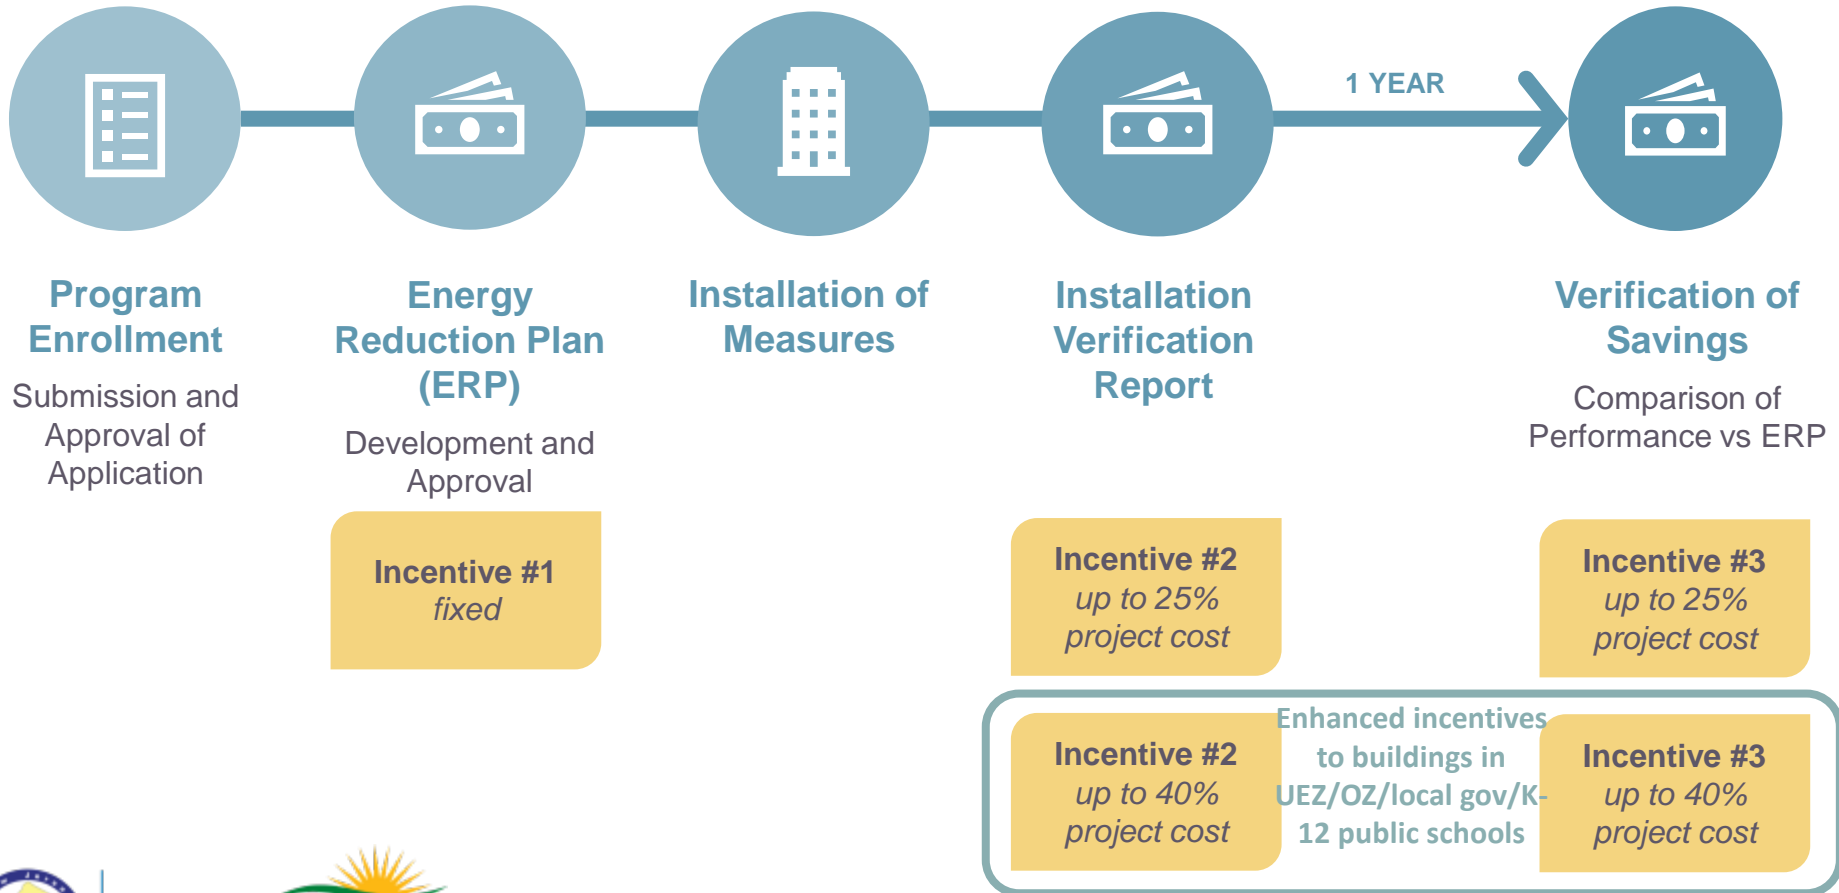 1 YEAR
Program
Enrollment
Submission and
Approval of
Application
Energy
Reduction Plan
(ERP)
Development and
Approval
Incentive #1
fixed
Installation of
Measures
Installation
Verification
Report
Incentive #2
up to 25%
project cost
Verification of
Savings
Comparison of
Performance vs ERP
Incentive #3
up to 25%
project cost
Incentive #2
up to 40%
project cost
Enhanced incentives
to buildings in
UEZ/OZ/local gov/K-
12 public schools
Incentive #3
up to 40%
project cost